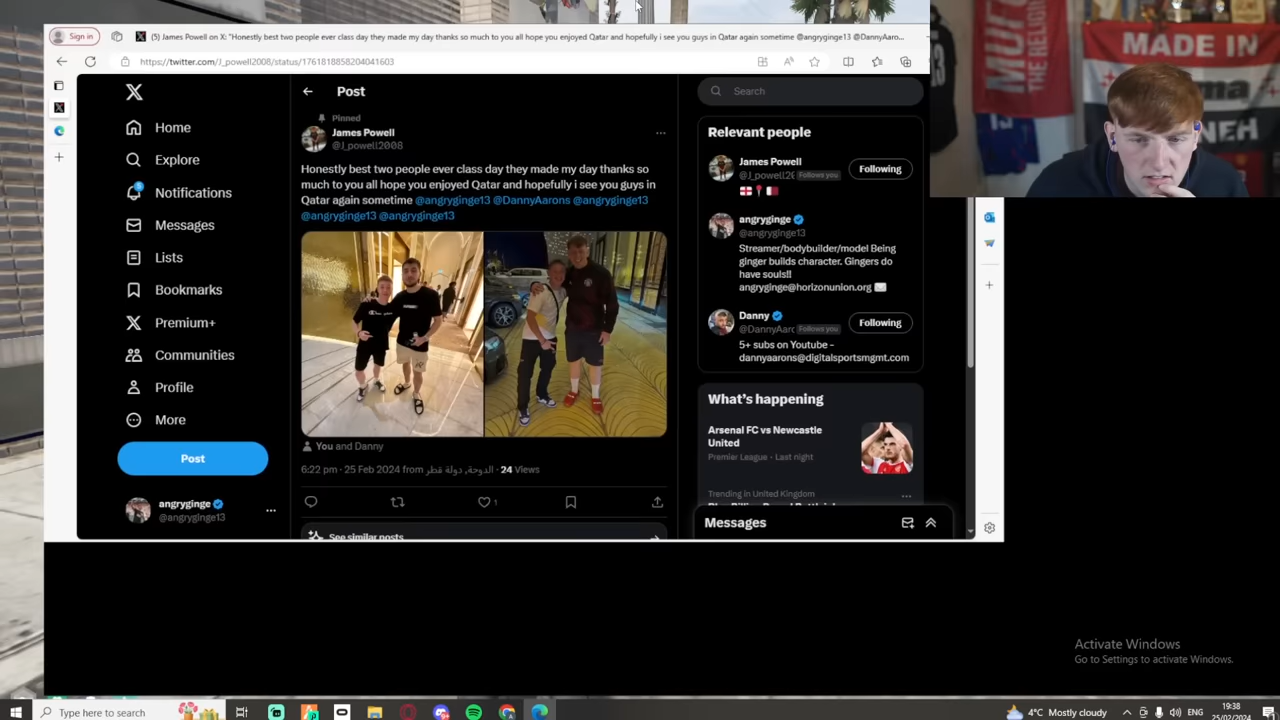 Sign in
(5) James Powell on X: "Honestly best two people ever class day they made my day thanks so much to you all hope you enjoyed Qatar and hopefully i see you guys in Qatar again sometime @angryginge13 @DannyAaro...
https://twitter.com/J_powell2008/status/1761818858204041603
MADE IN
Post
Search
Home
Explore
Notifications
Messages
Lists
Bookmarks
Premium+
Communities
Profile
More
Post
angryginge
@angryginge13
Pinned
James Powell
@J_powell2008
Honestly best two people ever class day they made my day thanks so
much to you all hope you enjoyed Qatar and hopefully i see you guys in
Qatar again sometime @angryginge13 @DannyAarons @angryginge13
@angryginge13 @angryginge13
You and Danny
6:22 pm · 25 Feb 2024 from الدوحة, دولة قطر · 24 Views
1
See similar posts
Relevant people
James Powell
@J_powell2( Follows you
Following
angryginge
@angryginge13
Streamer/bodybuilder/model Being
ginger builds character. Gingers do
have souls!!
angryginge@horizonunion.org
Danny
@DannyAarc Follows you
Following
5+ subs on Youtube -
dannyaarons@digitalsportsmgmt.com
What's happening
Arsenal FC vs Newcastle
United
Premier League · Last night
Trending in United Kingdom
Messages
Activate Windows
Go to Settings to activate Windows.
Type here to search
4°C Mostly cloudy
ENG
19:38
25/02/2024